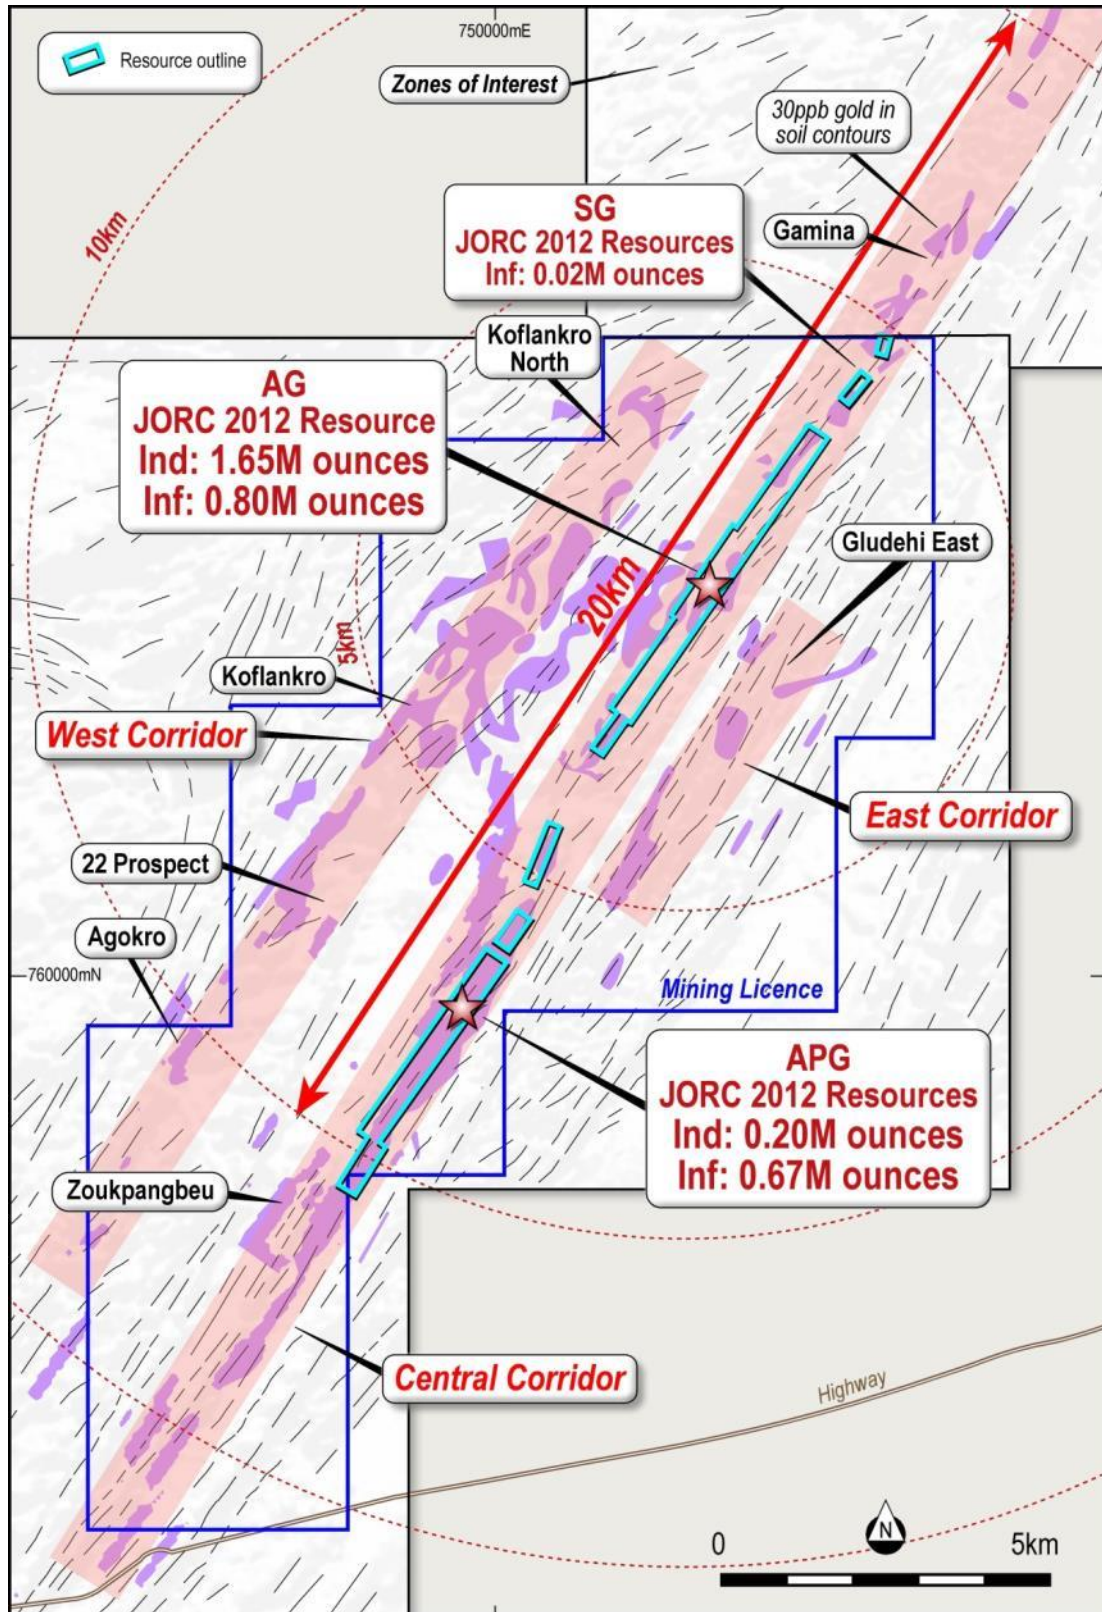 750000mE
Resource outline
Zones of Interest
30ppb gold in
soil contours
10km
SG
JORC 2012 Resources
Inf: 0.02M ounces
Gamina
Koflankro
North
AG
JORC 2012 Resource
Ind: 1.65M ounces
Inf: 0.80M ounces
Gludehi East
20km
5km
Koflankro
West Corridor
East Corridor
22 Prospect
Agokro
760000mN
Mining Licence
APG
JORC 2012 Resources
Ind: 0.20M ounces
Inf: 0.67M ounces
Zoukpangbeu
Central Corridor
Highway
N
0
5km